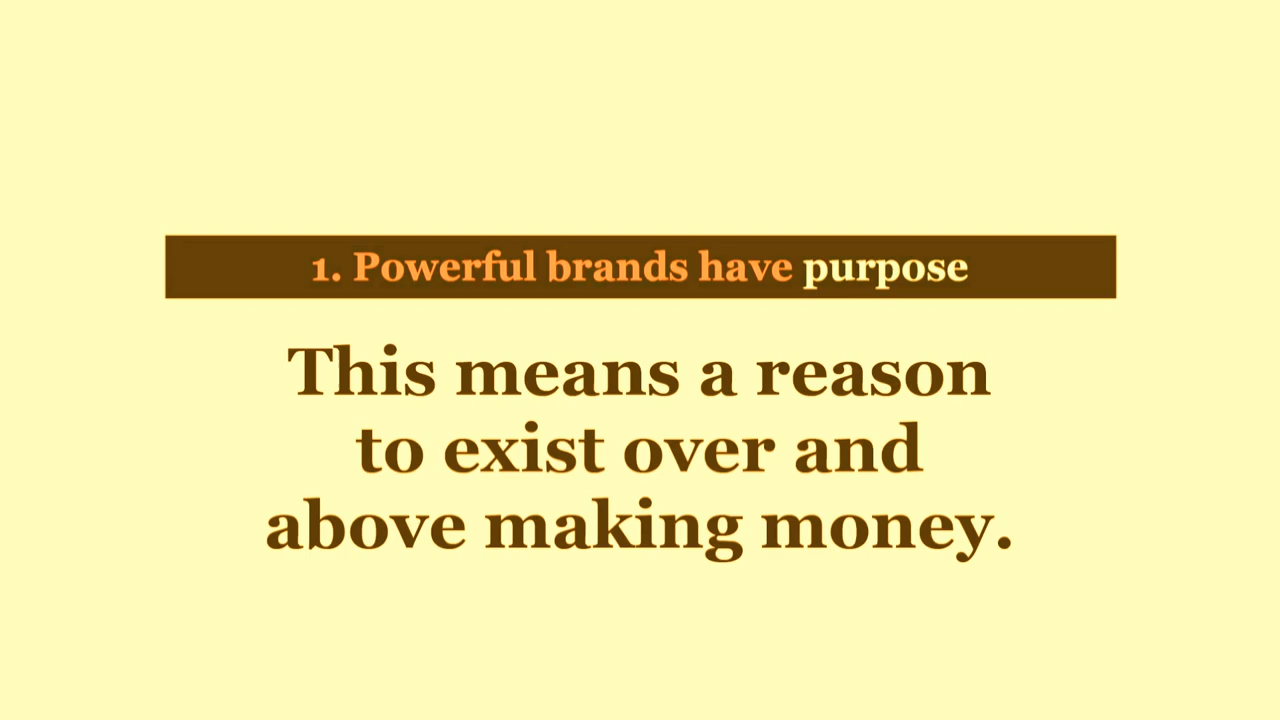 1. Powerful brands have purpose
This means a reason
to exist over and
above making money.